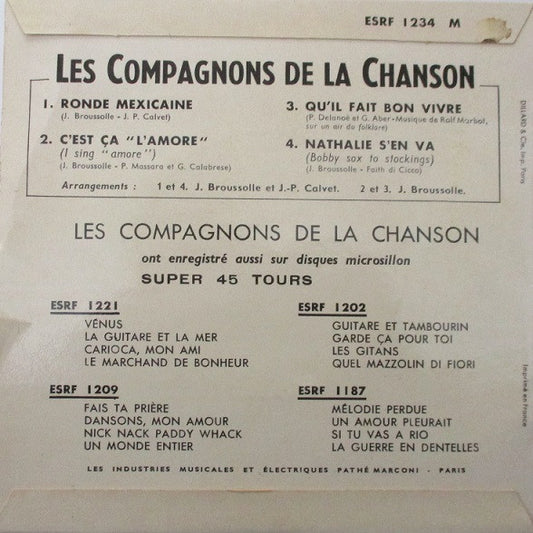 ESRF 1234 M
LES COMPAGNONS DE LA CHANSON
1. RONDE MEXICAINE
(J. Broussolle - J. P. Calvet)
2. C'EST ÇA "L'AMORE"
(I sing "amore")
(J. Broussolle - P. Massara et G. Calabrese)
3. QU'IL FAIT BON VIVRE
(P. Delanoë et G. Aber - Musique de Ralf Marbot,
sur un air du folklore)
4. NATHALIE S'EN VA
(Bobby sox to stockings)
(J. Broussolle - Faith di Cicco)
Arrangements : 1 et 4. J. Broussolle et J.-P. Calvet. 2 et 3. J. Broussolle.
LES COMPAGNONS DE LA CHANSON
ont enregistré aussi sur disques microsillon
SUPER 45 TOURS
ESRF 1221
VÉNUS
LA GUITARE ET LA MER
CARIOCA, MON AMI
LE MARCHAND DE BONHEUR
ESRF 1202
GUITARE ET TAMBOURIN
GARDE ÇA POUR TOI
LES GITANS
QUEL MAZZOLIN DI FIORI
ESRF 1209
FAIS TA PRIÈRE
DANSONS, MON AMOUR
NICK NACK PADDY WHACK
UN MONDE ENTIER
ESRF 1187
MÉLODIE PERDUE
UN AMOUR PLEURAIT
SI TU VAS A RIO
LA GUERRE EN DENTELLES
LES INDUSTRIES MUSICALES ET ÉLECTRIQUES PATHÉ MARCONI - PARIS
DILLARD & Cie, Imp. Paris
Imprimé en France